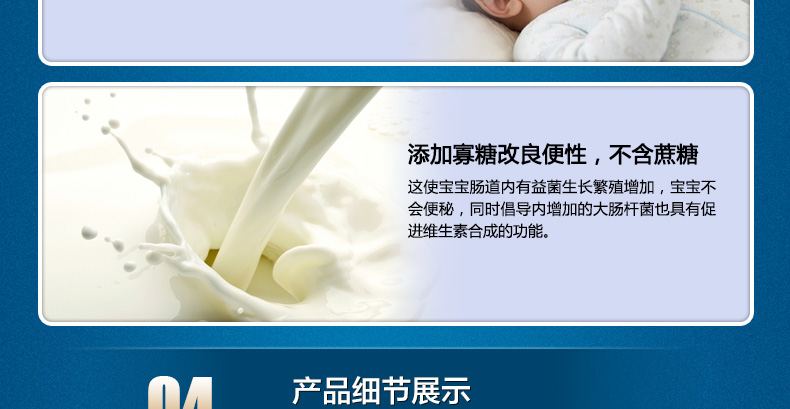 添加寡糖改良便性，不含蔗糖
这使宝宝肠道内有益菌生长繁殖增加，宝宝不
会便秘，同时倡导内增加的大肠杆菌也具有促
进维生素合成的功能。
04
产品细节展示